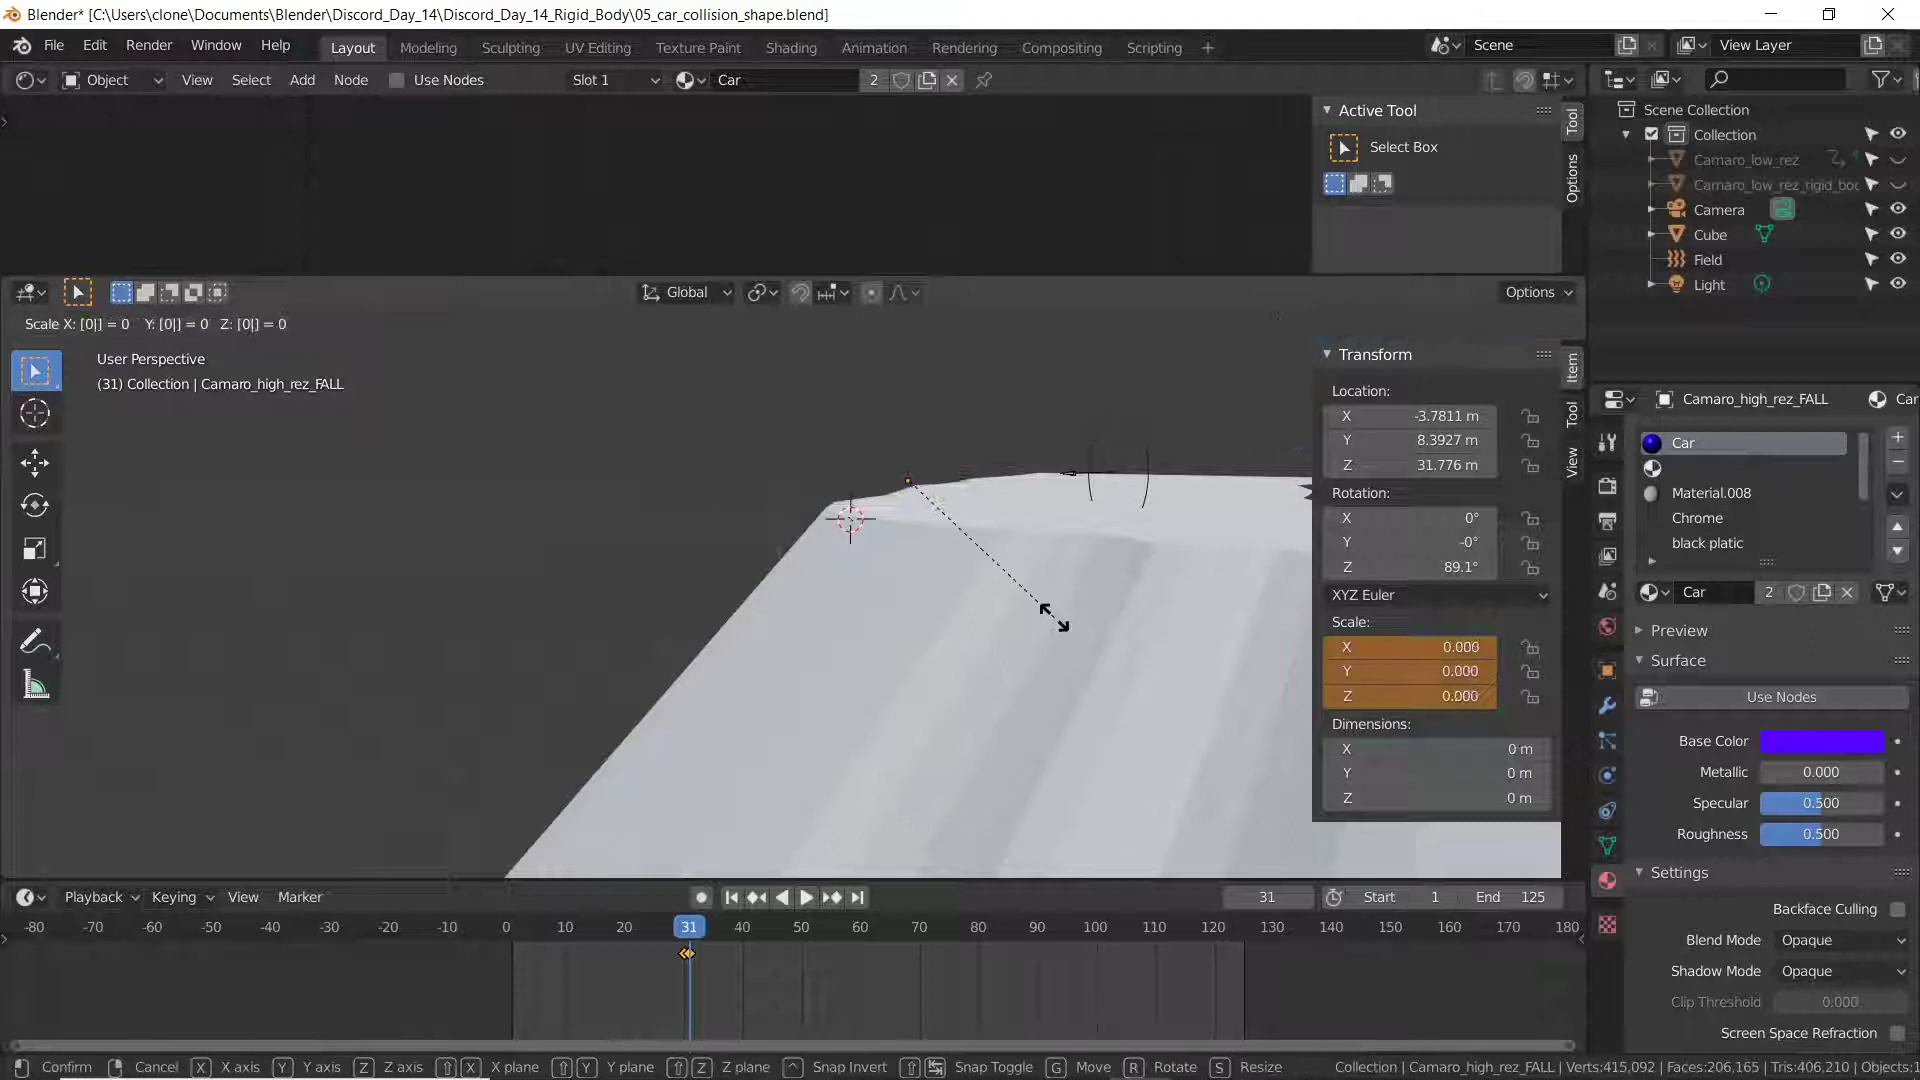 Blender* [C:\Users\clone\Documents\Blender\Discord_Day_14\Discord_Day_14_Rigid_Body\05_car_collision_shape.blend]
File Edit Render Window Help Layout Modeling Sculpting UV Editing Texture Paint Shading Animation Rendering Compositing Scripting + Scene View Layer
Object View Select Add Node Use Nodes Slot 1 Car 2
Active Tool
Select Box
Tool
Options
Scene Collection
Collection
Camaro_low_rez
Camaro_low_rez_rigid_boc
Camera
Cube
Field
Light
Global Options
Scale X: [0|] = 0 Y: [0|] = 0 Z: [0|] = 0
User Perspective
(31) Collection | Camaro_high_rez_FALL
Transform
Location:
X -3.7811 m
Y 8.3927 m
Z 31.776 m
Rotation:
X 0°
Y -0°
Z 89.1°
XYZ Euler
Scale:
X 0.000
Y 0.000
Z 0.000
Dimensions:
X 0 m
Y 0 m
Z 0 m
Item
Tool
View
Camaro_high_rez_FALL Car
Car
Material.008
Chrome
black platic
Car 2
Preview
Surface
Use Nodes
Base Color
Metallic 0.000
Specular 0.500
Roughness 0.500
Settings
Backface Culling
Blend Mode Opaque
Shadow Mode Opaque
Clip Threshold 0.000
Screen Space Refraction
Playback Keying View Marker 31 Start 1 End 125
-80 -70 -60 -50 -40 -30 -20 -10 0 10 20 31 40 50 60 70 80 90 100 110 120 130 140 150 160 170 180
Confirm Cancel X X axis Y Y axis Z Z axis X X plane Y Y plane Z Z plane Snap Invert Snap Toggle G Move R Rotate S Resize Collection | Camaro_high_rez_FALL | Verts:415,092 | Faces:206,165 | Tris:406,210 | Objects:1